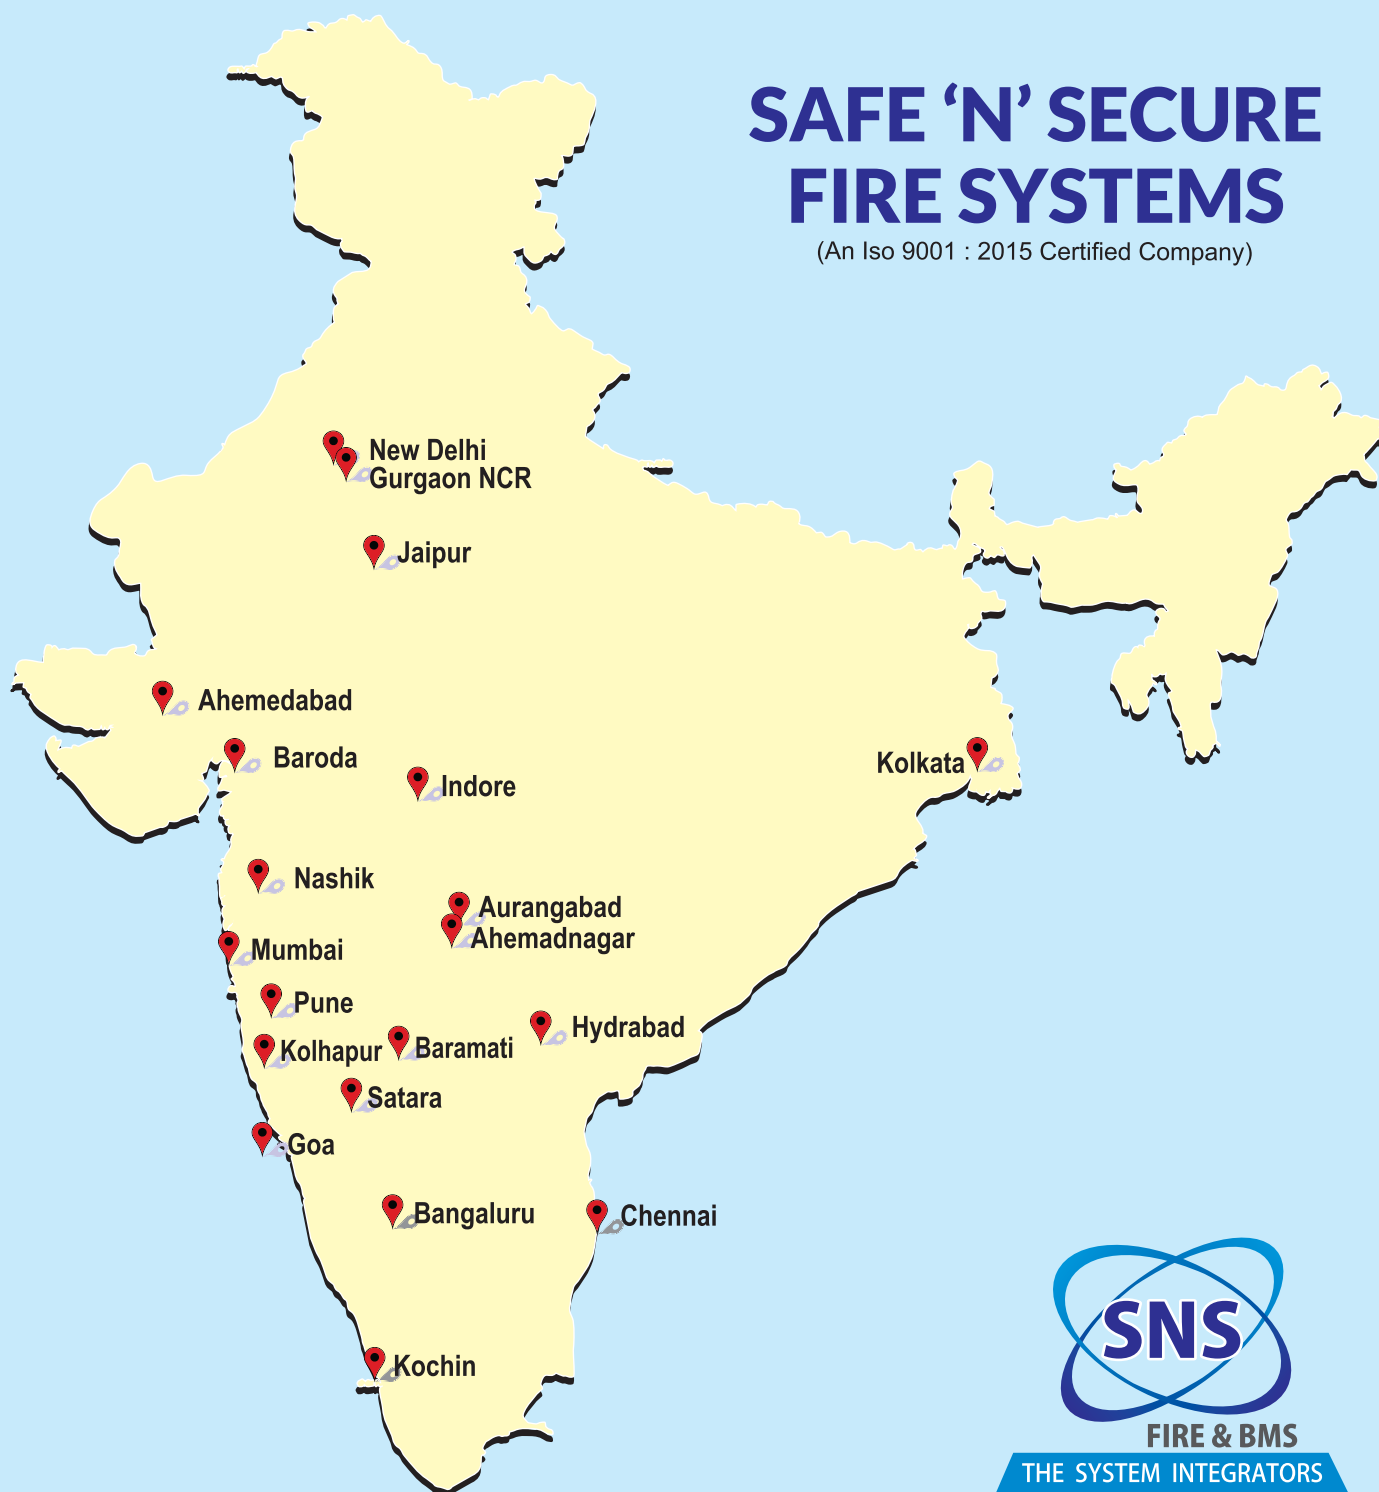 SAFE ‘N’ SECURE
FIRE SYSTEMS
(An Iso 9001 : 2015 Certified Company)
New Delhi
Gurgaon NCR
Jaipur
Ahemedabad
Baroda
Indore
Kolkata
Nashik
Aurangabad
Ahemadnagar
Mumbai
Pune
Hydrabad
Kolhapur
Baramati
Satara
Goa
Bangaluru
Chennai
Kochin
SNS
FIRE & BMS
THE SYSTEM INTEGRATORS